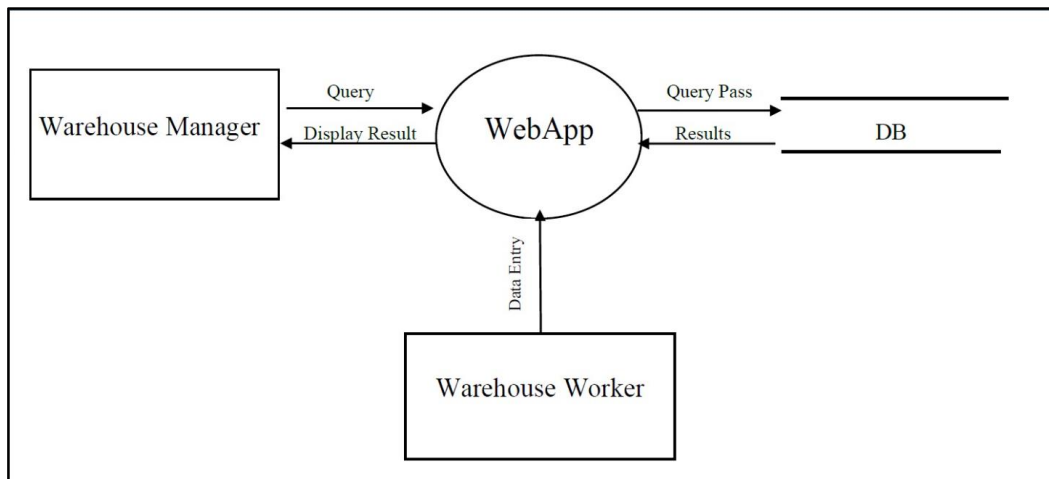 Query
Query Pass
Warehouse Manager
WebApp
DB
Display Result
Results
Data Entry
Warehouse Worker